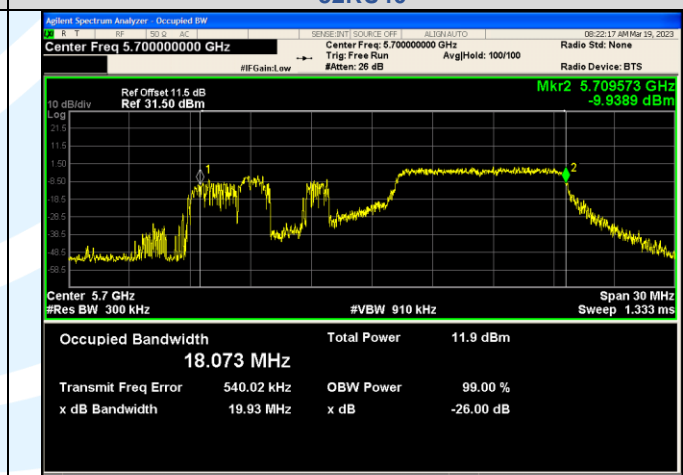 52RU40
Agilent Spectrum Analyzer - Occupied BW
R T RF 50 Ω AC SENSE:INT SOURCE OFF ALIGN AUTO 08:22:17 AM Mar 19, 2023
Center Freq 5.700000000 GHz Center Freq: 5.700000000 GHz Radio Std: None
Trig: Free Run Avg|Hold: 100/100
#IFGain:Low #Atten: 26 dB Radio Device: BTS
Mkr2 5.709573 GHz
Ref Offset 11.5 dB
10 dB/div Ref 31.50 dBm -9.9389 dBm
Log
21.5
11.5
1.50
-8.50
-18.5
-28.5
-38.5
-48.5
-58.5
1
2
Center 5.7 GHz Span 30 MHz
#Res BW 300 kHz #VBW 910 kHz Sweep 1.333 ms
Occupied Bandwidth Total Power 11.9 dBm
18.073 MHz
Transmit Freq Error 540.02 kHz OBW Power 99.00 %
x dB Bandwidth 19.93 MHz x dB -26.00 dB